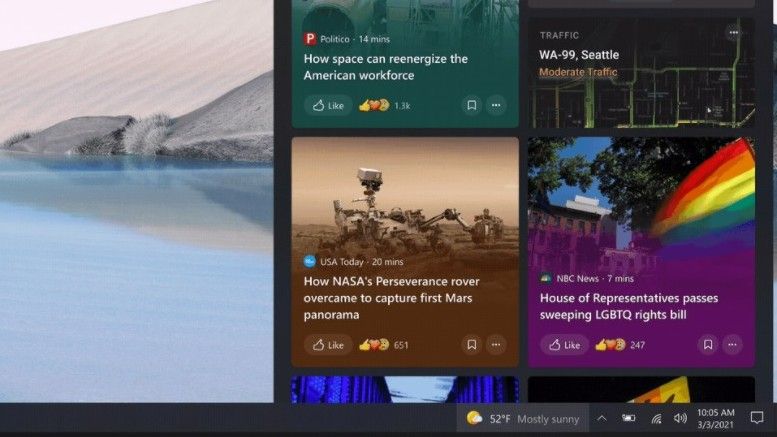 Politico · 14 mins
How space can reenergize the
American workforce
Like
1.3k
TRAFFIC
WA-99, Seattle
Moderate Traffic
USA Today · 20 mins
How NASA's Perseverance rover
overcame to capture first Mars
panorama
Like
651
NBC News · 7 mins
House of Representatives passes
sweeping LGBTQ rights bill
Like
247
52°F Mostly sunny
10:05 AM
3/3/2021